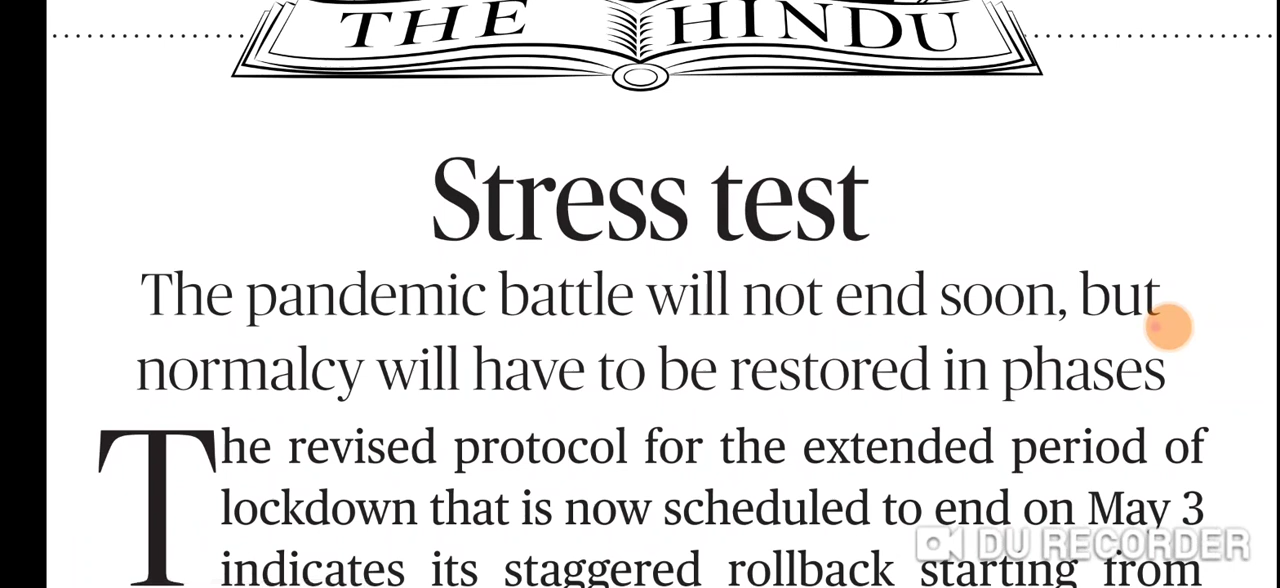 THE HINDU
Stress test
The pandemic battle will not end soon, but
normalcy will have to be restored in phases
The revised protocol for the extended period of
lockdown that is now scheduled to end on May 3
indicates its staggered rollback starting from
DU RECORDER